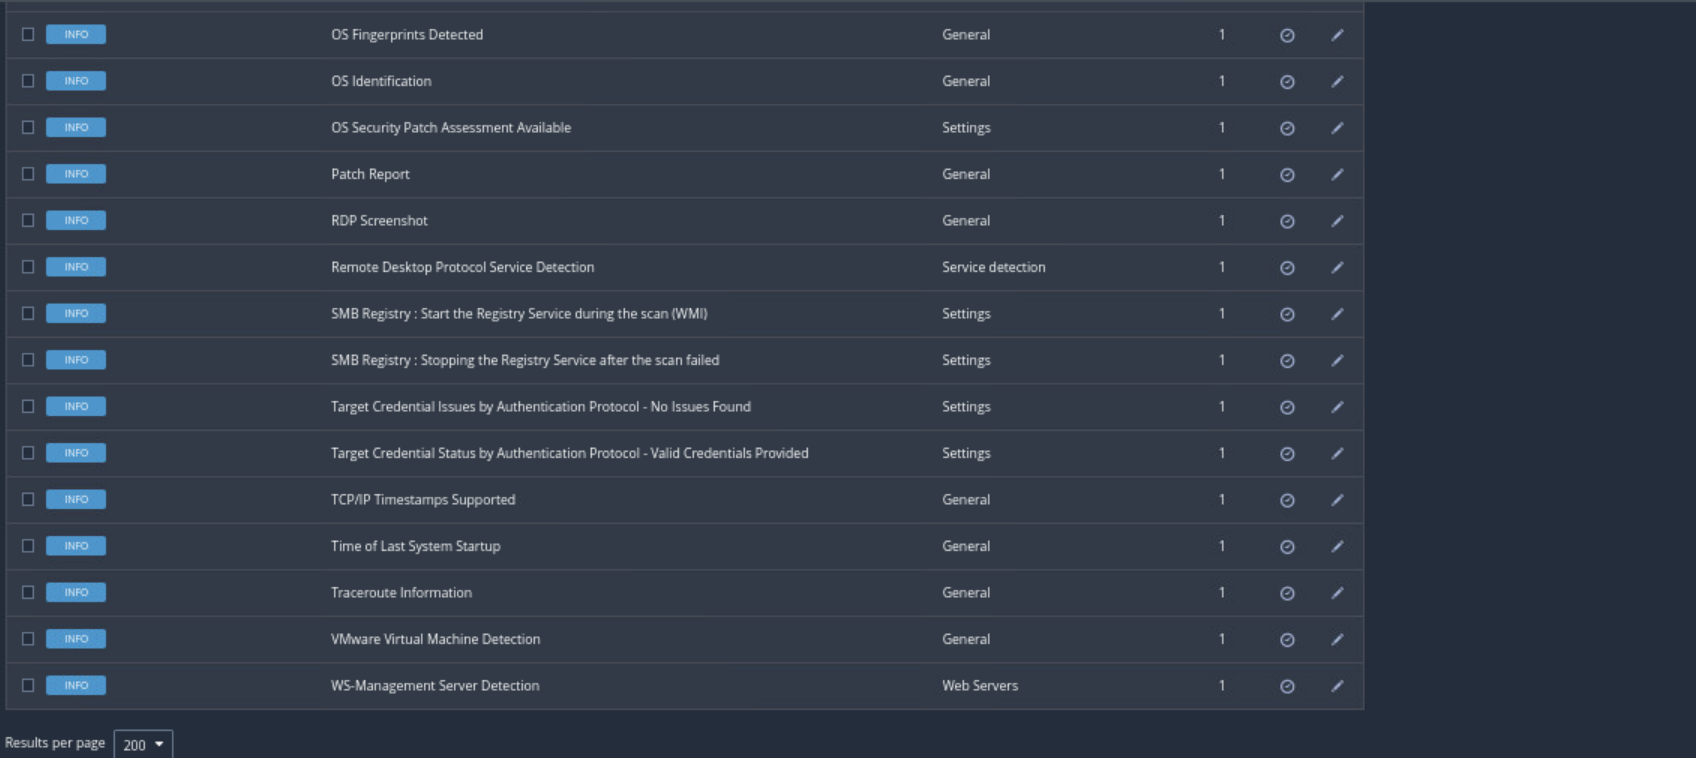 INFO OS Fingerprints Detected General 1
INFO OS Identification General 1
INFO OS Security Patch Assessment Available Settings 1
INFO Patch Report General 1
INFO RDP Screenshot General 1
INFO Remote Desktop Protocol Service Detection Service detection 1
INFO SMB Registry : Start the Registry Service during the scan (WMI) Settings 1
INFO SMB Registry : Stopping the Registry Service after the scan failed Settings 1
INFO Target Credential Issues by Authentication Protocol - No Issues Found Settings 1
INFO Target Credential Status by Authentication Protocol - Valid Credentials Provided Settings 1
INFO TCP/IP Timestamps Supported General 1
INFO Time of Last System Startup General 1
INFO Traceroute Information General 1
INFO VMware Virtual Machine Detection General 1
INFO WS-Management Server Detection Web Servers 1
Results per page 200